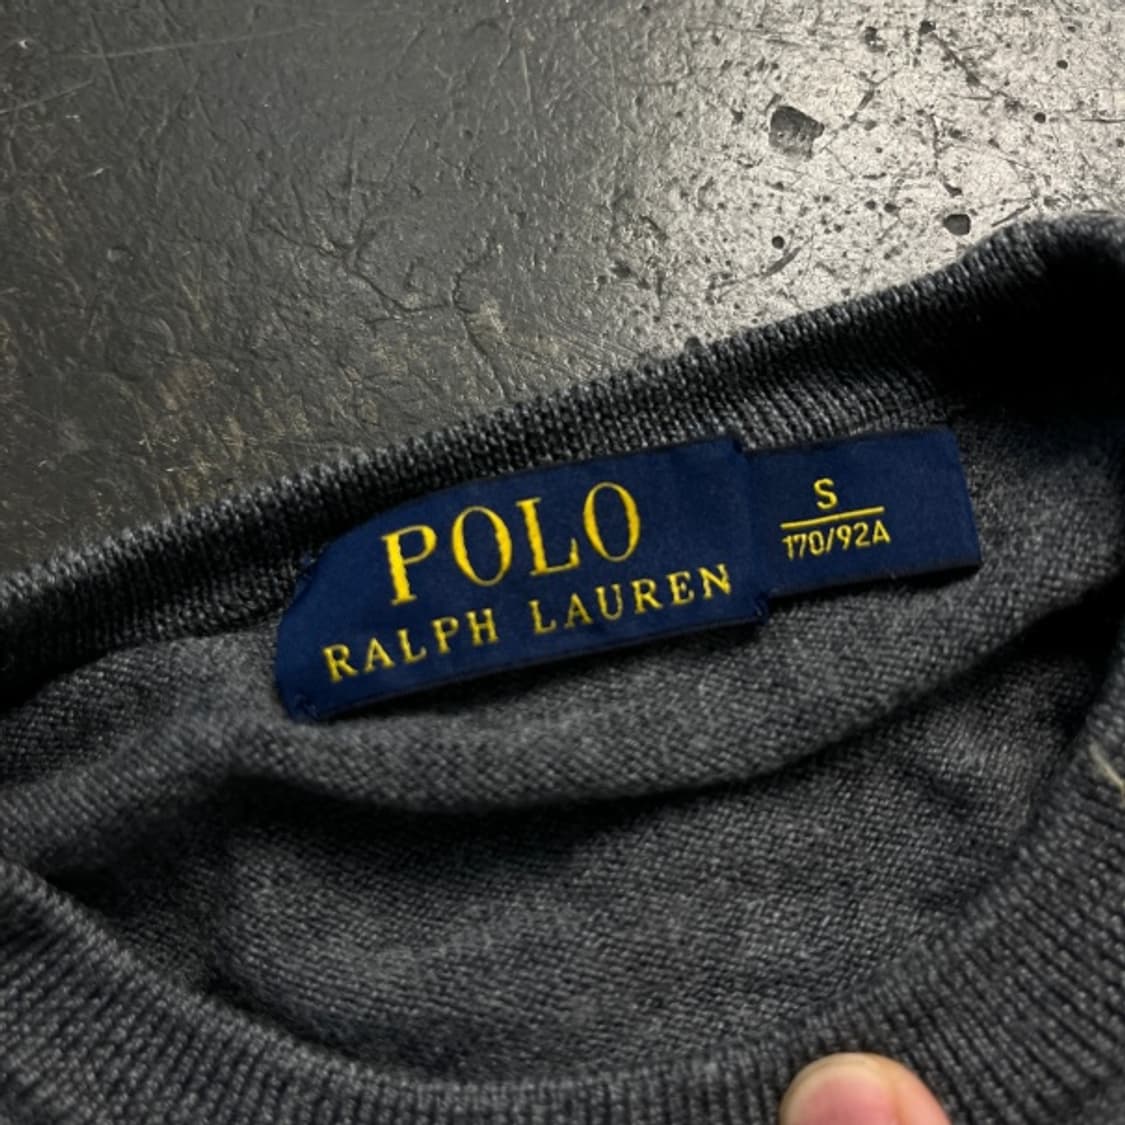 POLO
RALPH LAUREN
S
170/92A